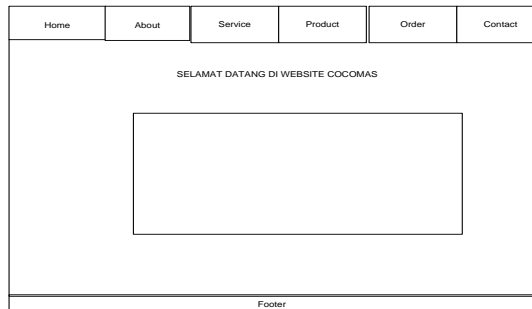 Home About Service Product Order Contact
SELAMAT DATANG DI WEBSITE COCOMAS
Footer